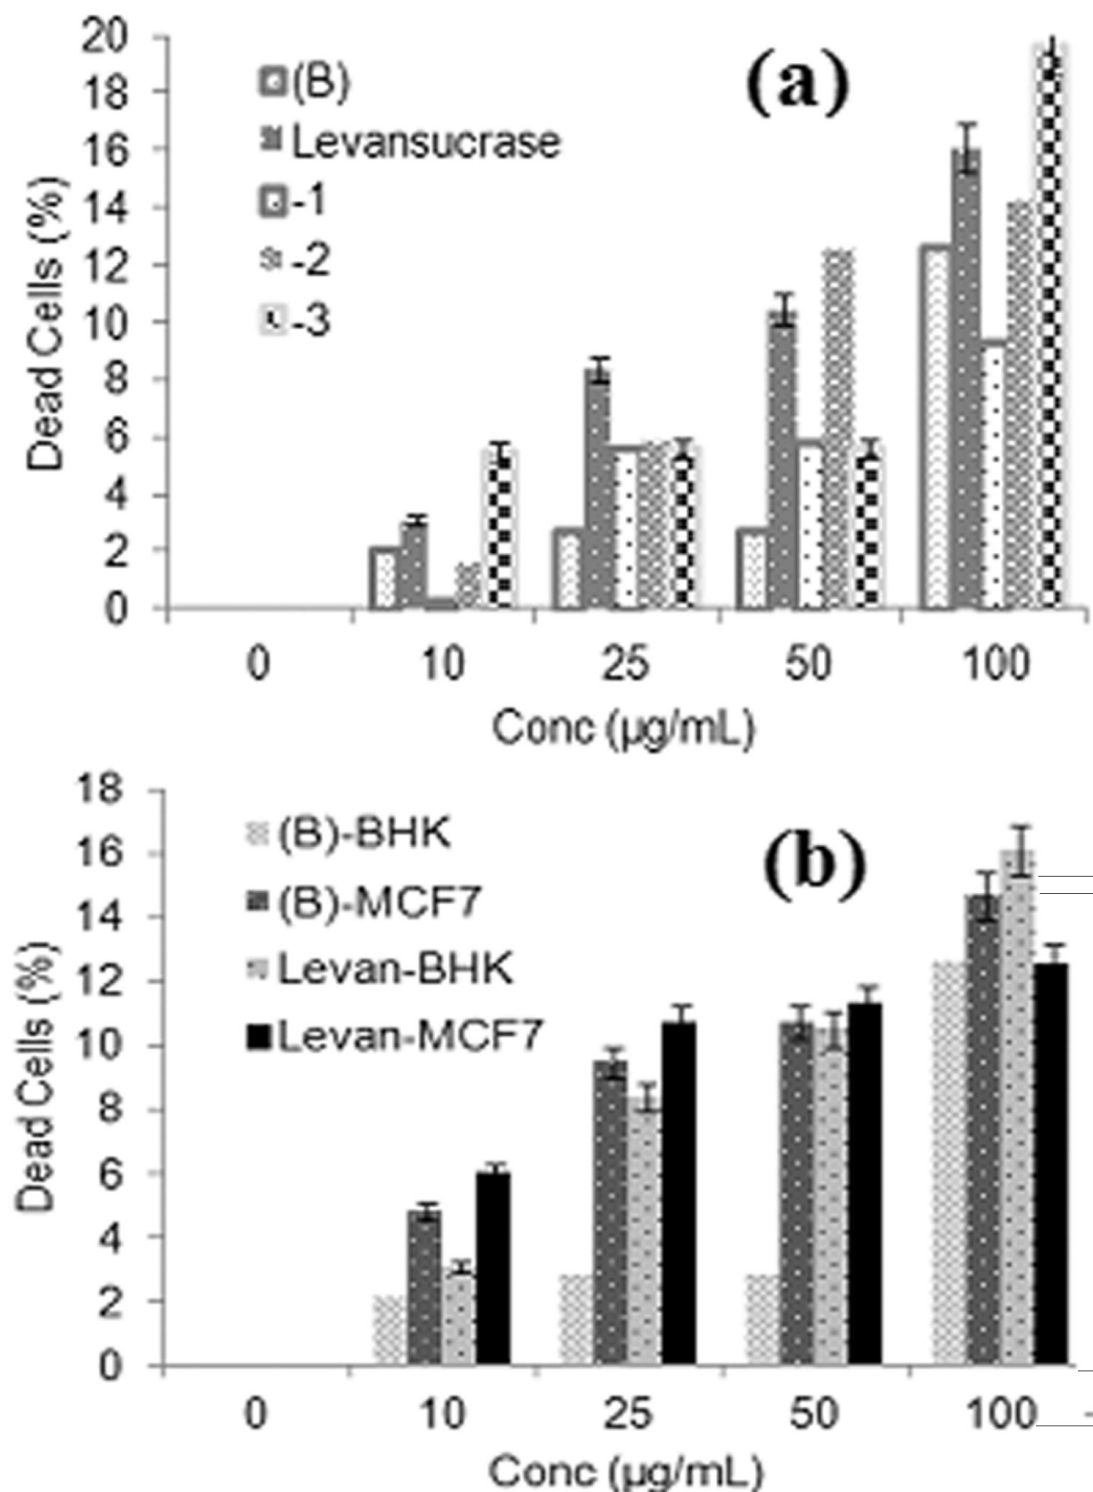 (a)
20
18
16
14
12
10
8
6
4
2
0
Dead Cells (%)
(B)
Levansucrase
-1
-2
-3
0 10 25 50 100
Conc (µg/mL)
(b)
18
16
14
12
10
8
6
4
2
0
Dead Cells (%)
(B)-BHK
(B)-MCF7
Levan-BHK
Levan-MCF7
0 10 25 50 100
Conc (µg/mL)